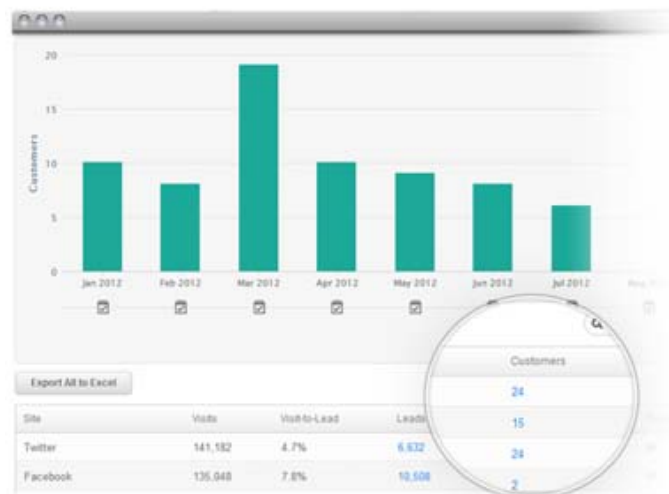 20
15
10
5
0
Customers
Jan 2012
Feb 2012
Mar 2012
Apr 2012
May 2012
Jun 2012
Jul 2012
Export All to Excel
Customers
24
15
24
2
Site Visits Visit-to-Lead Leads
Twitter 141,182 4.7% 6,632
Facebook 135,048 7.8% 10,508